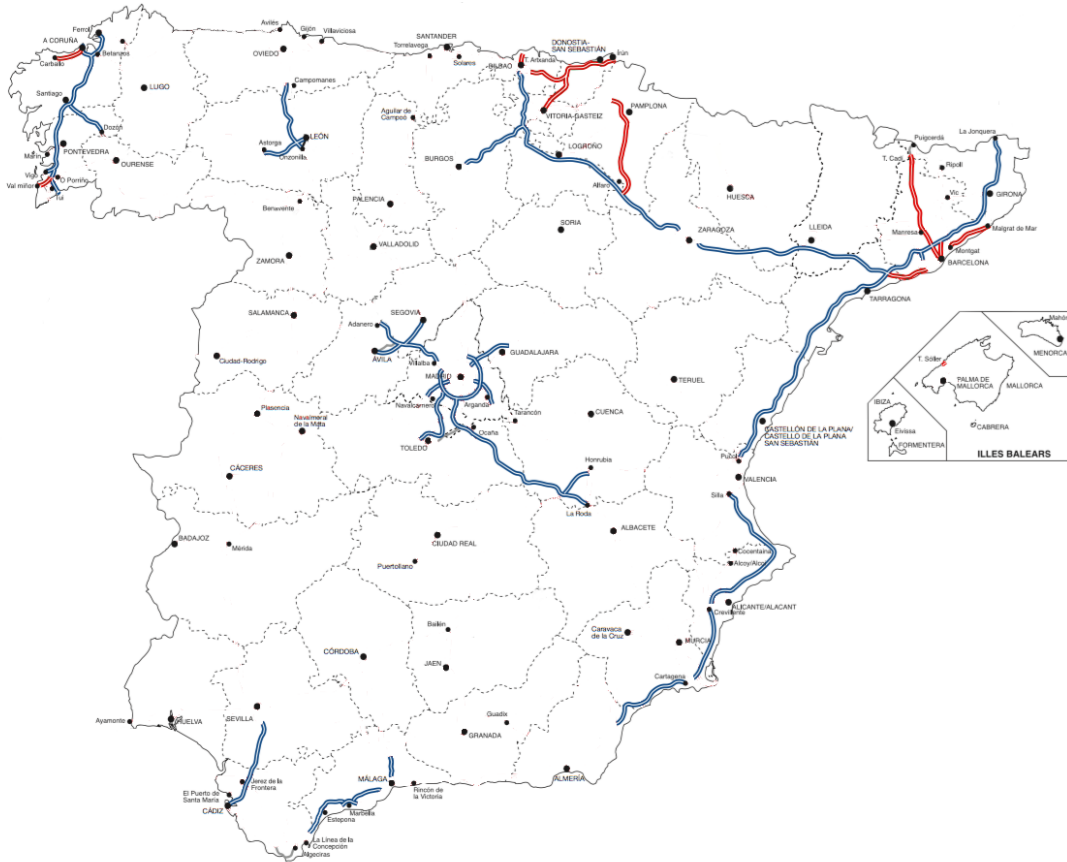 Avilés
Gijón
Villaviciosa
Ferrol
A CORUÑA
Betanzos
Carballo
OVIEDO
SANTANDER
Torrelavega
Solares
DONOSTIA-
SAN SEBASTIÁN
Irún
BILBAO
T. Artxanda
LUGO
Campomanes
Santiago
Dozón
Aguilar de
Campoó
VITORIA-GASTEIZ
PAMPLONA
LEÓN
Astorga
Onzonilla
Marín
PONTEVEDRA
OURENSE
Vigo
O Porriño
Val miñor
Tui
BURGOS
LOGROÑO
Alfaro
Puigcerdá
La Jonquera
T. Cadí
Ripoll
Vic
GIRONA
HUESCA
Benavente
PALENCIA
SORIA
ZARAGOZA
LLEIDA
Manresa
Malgrat de Mar
Montgat
BARCELONA
VALLADOLID
ZAMORA
TARRAGONA
SALAMANCA
Adanero
SEGOVIA
Mahón
MENORCA
ÁVILA
Villalba
GUADALAJARA
Ciudad-Rodrigo
MADRID
TERUEL
T. Sóller
PALMA DE
MALLORCA
MALLORCA
Navalcarnero
Arganda
Plasencia
Navalmoral
de la Mata
Tarancón
CUENCA
IBIZA
Eivissa
CABRERA
FORMENTERA
ILLES BALEARS
Ocaña
CASTELLÓN DE LA PLANA/
CASTELLO DE LA PLANA
SAN SEBASTIÁN
TOLEDO
Puzol
Honrubia
CÁCERES
VALENCIA
Silla
La Roda
ALBACETE
BADAJOZ
Mérida
CIUDAD REAL
Puertollano
Cocentaina
Alcoy/Alcoi
ALICANTE/ALACANT
Crevillente
Bailén
Caravaca
de la Cruz
MURCIA
CÓRDOBA
JAEN
Cartagena
SEVILLA
Ayamonte
HUELVA
Guadix
GRANADA
ALMERÍA
Jerez de la
Frontera
El Puerto de
Santa María
CÁDIZ
MÁLAGA
Rincón de
la Victoria
Marbella
Estepona
La Línea de la
Concepción
Algeciras